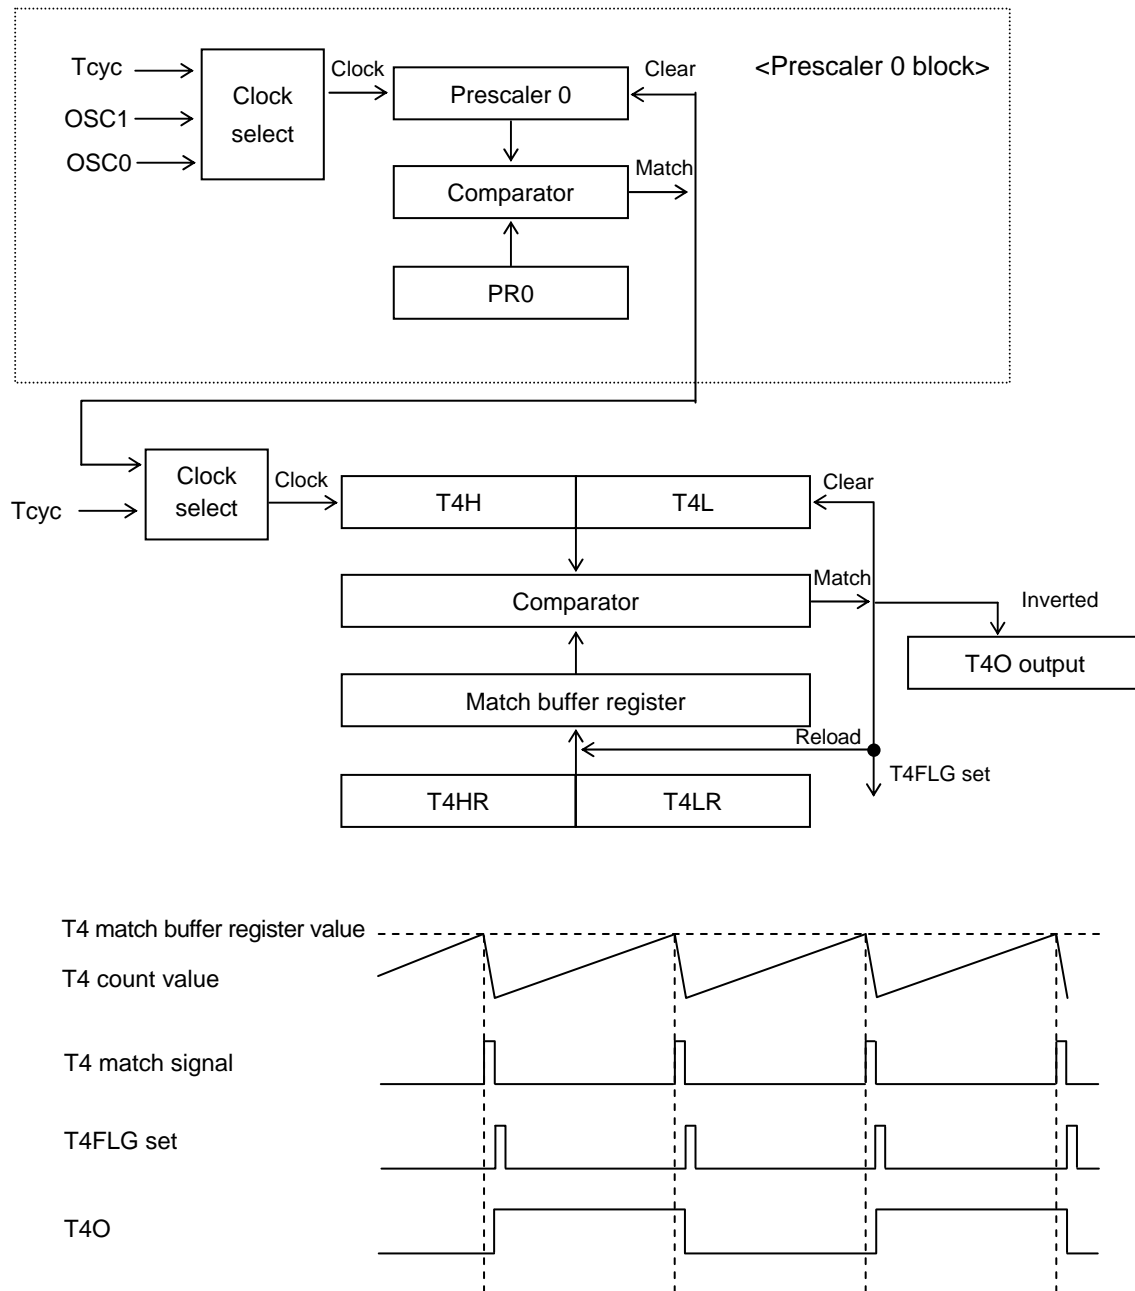 <Prescaler 0 block>
Tcyc
OSC1
OSC0
Clock
select
Clock
Prescaler 0
Clear
Comparator
Match
PR0
Tcyc
Clock
select
Clock
T4H
T4L
Clear
Comparator
Match
Inverted
T4O output
Match buffer register
Reload
T4FLG set
T4HR
T4LR
T4 match buffer register value
T4 count value
T4 match signal
T4FLG set
T4O